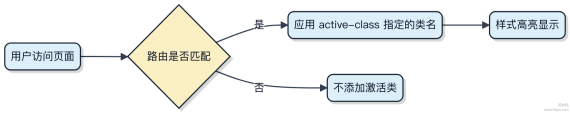 用户访问页面
路由是否匹配
是
应用 active-class 指定的类名
样式高亮显示
否
不添加激活类